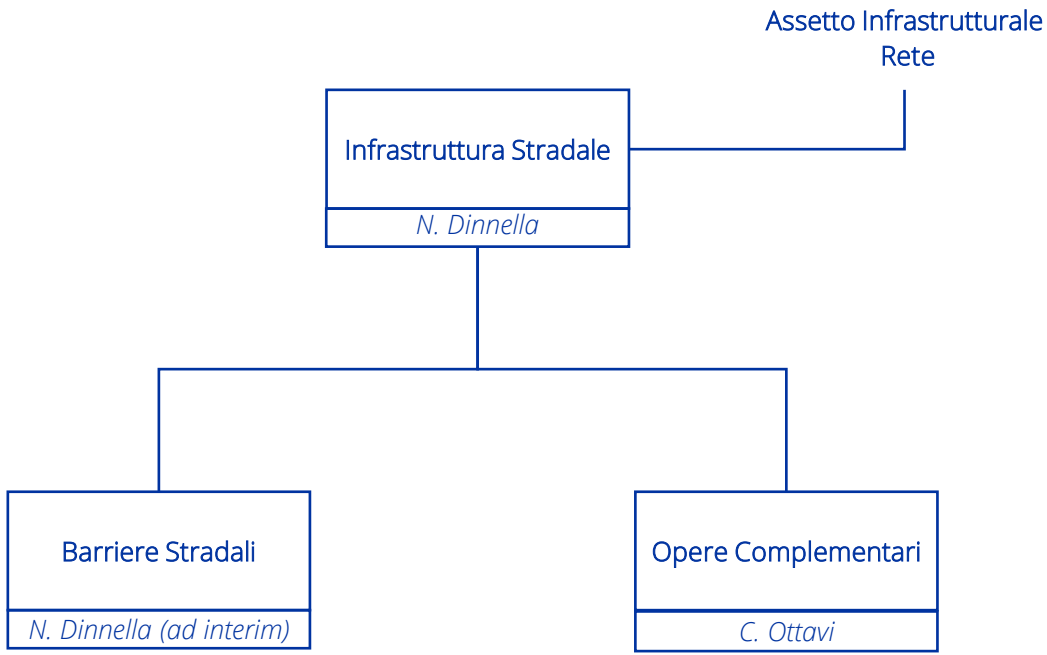 Assetto Infrastrutturale
Rete
Infrastruttura Stradale
N. Dinnella
Barriere Stradali
N. Dinnella (ad interim)
Opere Complementari
C. Ottavi